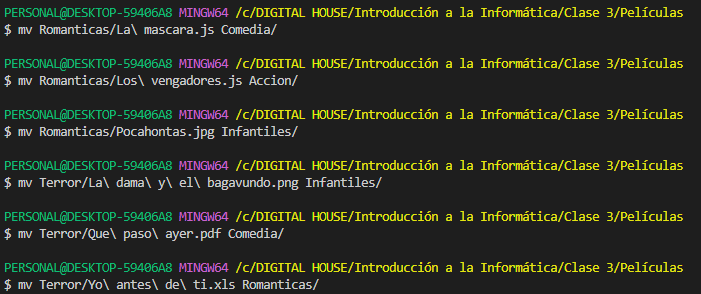 PERSONAL@DESKTOP-59406A8 MINGW64 /c/DIGITAL HOUSE/Introducción a la Informática/Clase 3/Películas
$ mv Romanticas/La\ mascara.js Comedia/
PERSONAL@DESKTOP-59406A8 MINGW64 /c/DIGITAL HOUSE/Introducción a la Informática/Clase 3/Películas
$ mv Romanticas/Los\ vengadores.js Accion/
PERSONAL@DESKTOP-59406A8 MINGW64 /c/DIGITAL HOUSE/Introducción a la Informática/Clase 3/Películas
$ mv Romanticas/Pocahontas.jpg Infantiles/
PERSONAL@DESKTOP-59406A8 MINGW64 /c/DIGITAL HOUSE/Introducción a la Informática/Clase 3/Películas
$ mv Terror/La\ dama\ y\ el\ bagavundo.png Infantiles/
PERSONAL@DESKTOP-59406A8 MINGW64 /c/DIGITAL HOUSE/Introducción a la Informática/Clase 3/Películas
$ mv Terror/Que\ paso\ ayer.pdf Comedia/
PERSONAL@DESKTOP-59406A8 MINGW64 /c/DIGITAL HOUSE/Introducción a la Informática/Clase 3/Películas
$ mv Terror/Yo\ antes\ de\ ti.xls Romanticas/